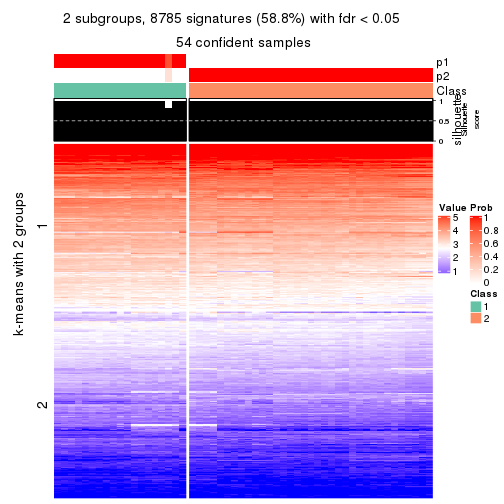 2 subgroups, 8785 signatures (58.8%) with fdr < 0.05
54 confident samples
p1
p2
Class
1
0.5
0
silhouette
Silhouette
score
k-means with 2 groups
1
2
Value
5
4
3
2
1
Prob
1
0.8
0.6
0.4
0.2
0
Class
1
2